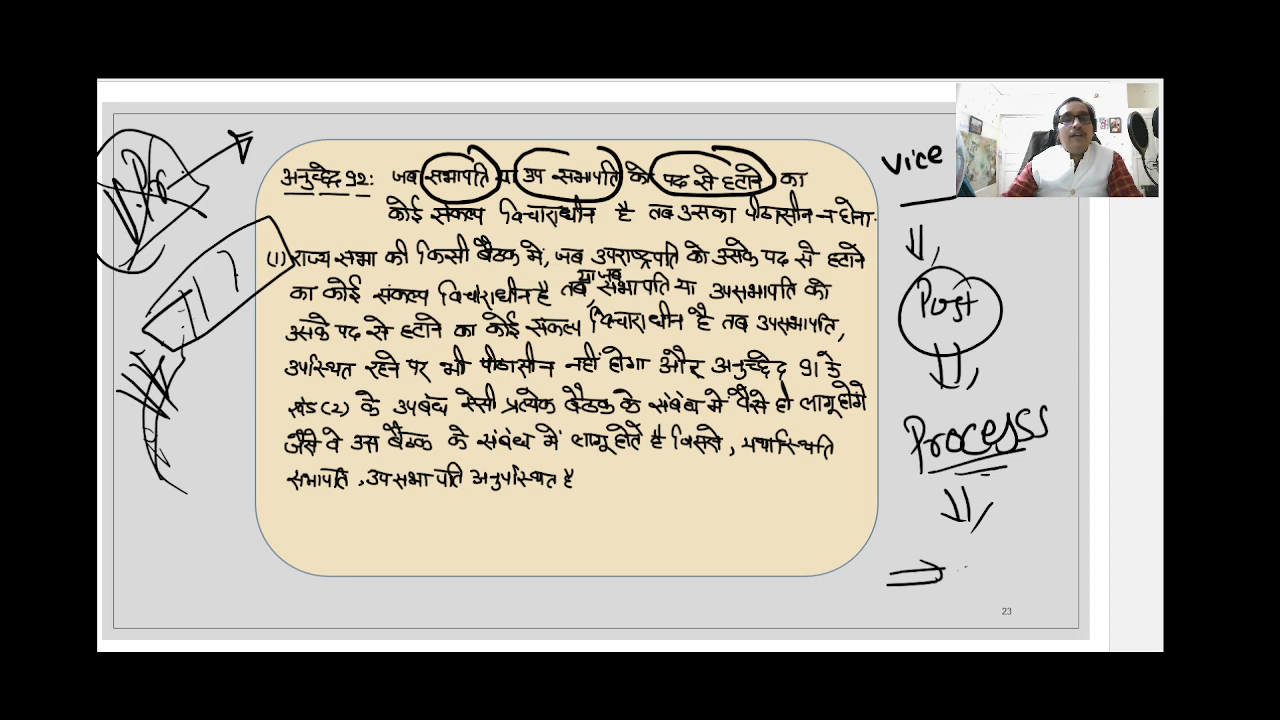 अनुच्छेद 92: जब सभापति या उप सभापति को पद से हटाने का
कोई संकल्प विचाराधीन है तब उसका पीठासीन न होना.
(1) राज्य सभा की किसी बैठक में, जब उपराष्ट्रपति को उसके पद से हटाने
का कोई संकल्प विचाराधीन है तब सभापति या उपसभापति को
या जब
उसके पद से हटाने का कोई संकल्प विचाराधीन है तब उपसभापति,
उपस्थित रहने पर भी पीठासीन नहीं होगा और अनुच्छेद 91 के
खंड (2) के उपबंध ऐसी प्रत्येक बैठक के संबंध में वैसे ही लागू होंगे
जैसे वे उस बैठक के संबंध में लागू होते है जिससे, यथास्थिति
सभापति, उपसभापति अनुपस्थित है
Vice
Post
Process
23